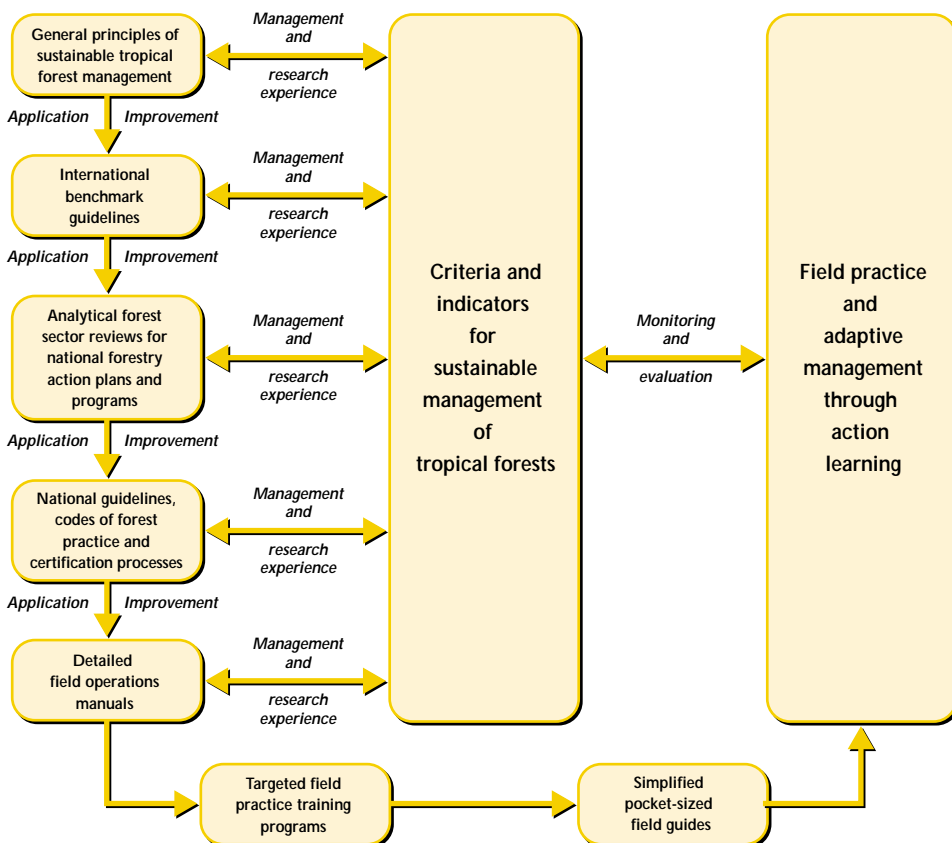 General principles of
sustainable tropical
forest management
Management
and
research
experience
Application
Improvement
International
benchmark
guidelines
Management
and
research
experience
Application
Improvement
Analytical forest
sector reviews for
national forestry
action plans and
programs
Management
and
research
experience
Application
Improvement
National guidelines,
codes of forest
practice and
certification processes
Management
and
research
experience
Application
Improvement
Detailed
field operations
manuals
Management
and
research
experience
Criteria and
indicators
for
sustainable
management
of
tropical forests
Monitoring
and
evaluation
Field practice
and
adaptive
management
through
action
learning
Targeted field
practice training
programs
Simplified
pocket-sized
field guides